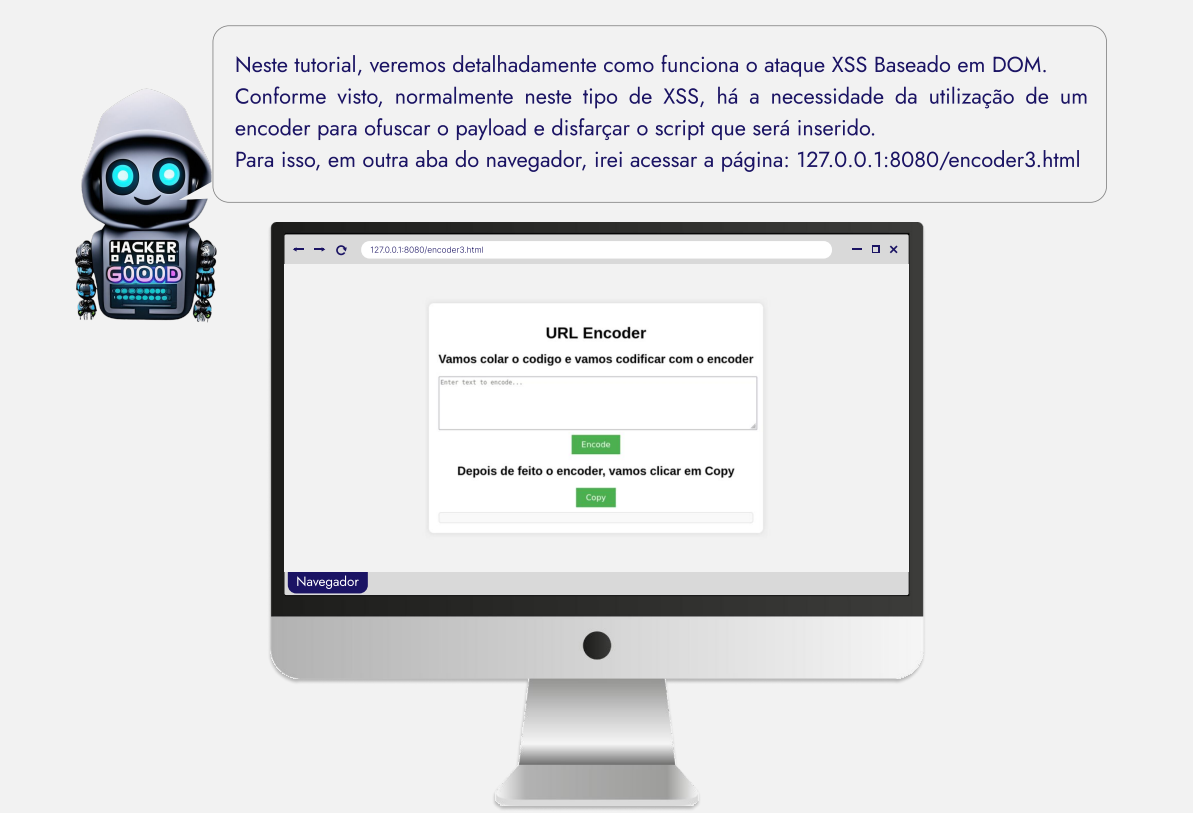 Neste tutorial, veremos detalhadamente como funciona o ataque XSS Baseado em DOM.
Conforme visto, normalmente neste tipo de XSS, há a necessidade da utilização de um
encoder para ofuscar o payload e disfarçar o script que será inserido.
Para isso, em outra aba do navegador, irei acessar a página: 127.0.0.1:8080/encoder3.html
HACKER
GOOOD
127.0.0.1:8080/encoder3.html
URL Encoder
Vamos colar o codigo e vamos codificar com o encoder
Enter text to encode...
Encode
Depois de feito o encoder, vamos clicar em Copy
Copy
Navegador